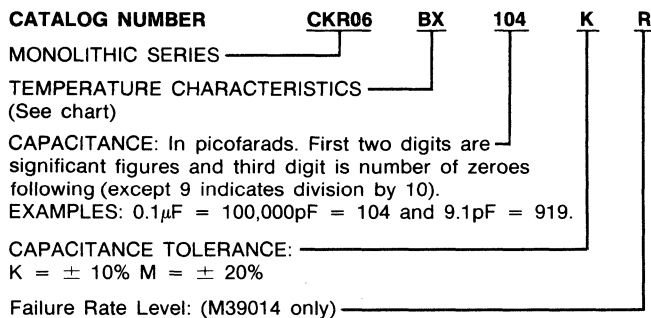 CATALOG NUMBER CKR06 BX 104 K R
MONOLITHIC SERIES
TEMPERATURE CHARACTERISTICS
(See chart)
CAPACITANCE: In picofarads. First two digits are
significant figures and third digit is number of zeroes
following (except 9 indicates division by 10).
EXAMPLES: 0.1μF = 100,000pF = 104 and 9.1pF = 919.
CAPACITANCE TOLERANCE:
K = ± 10% M = ± 20%
Failure Rate Level: (M39014 only)